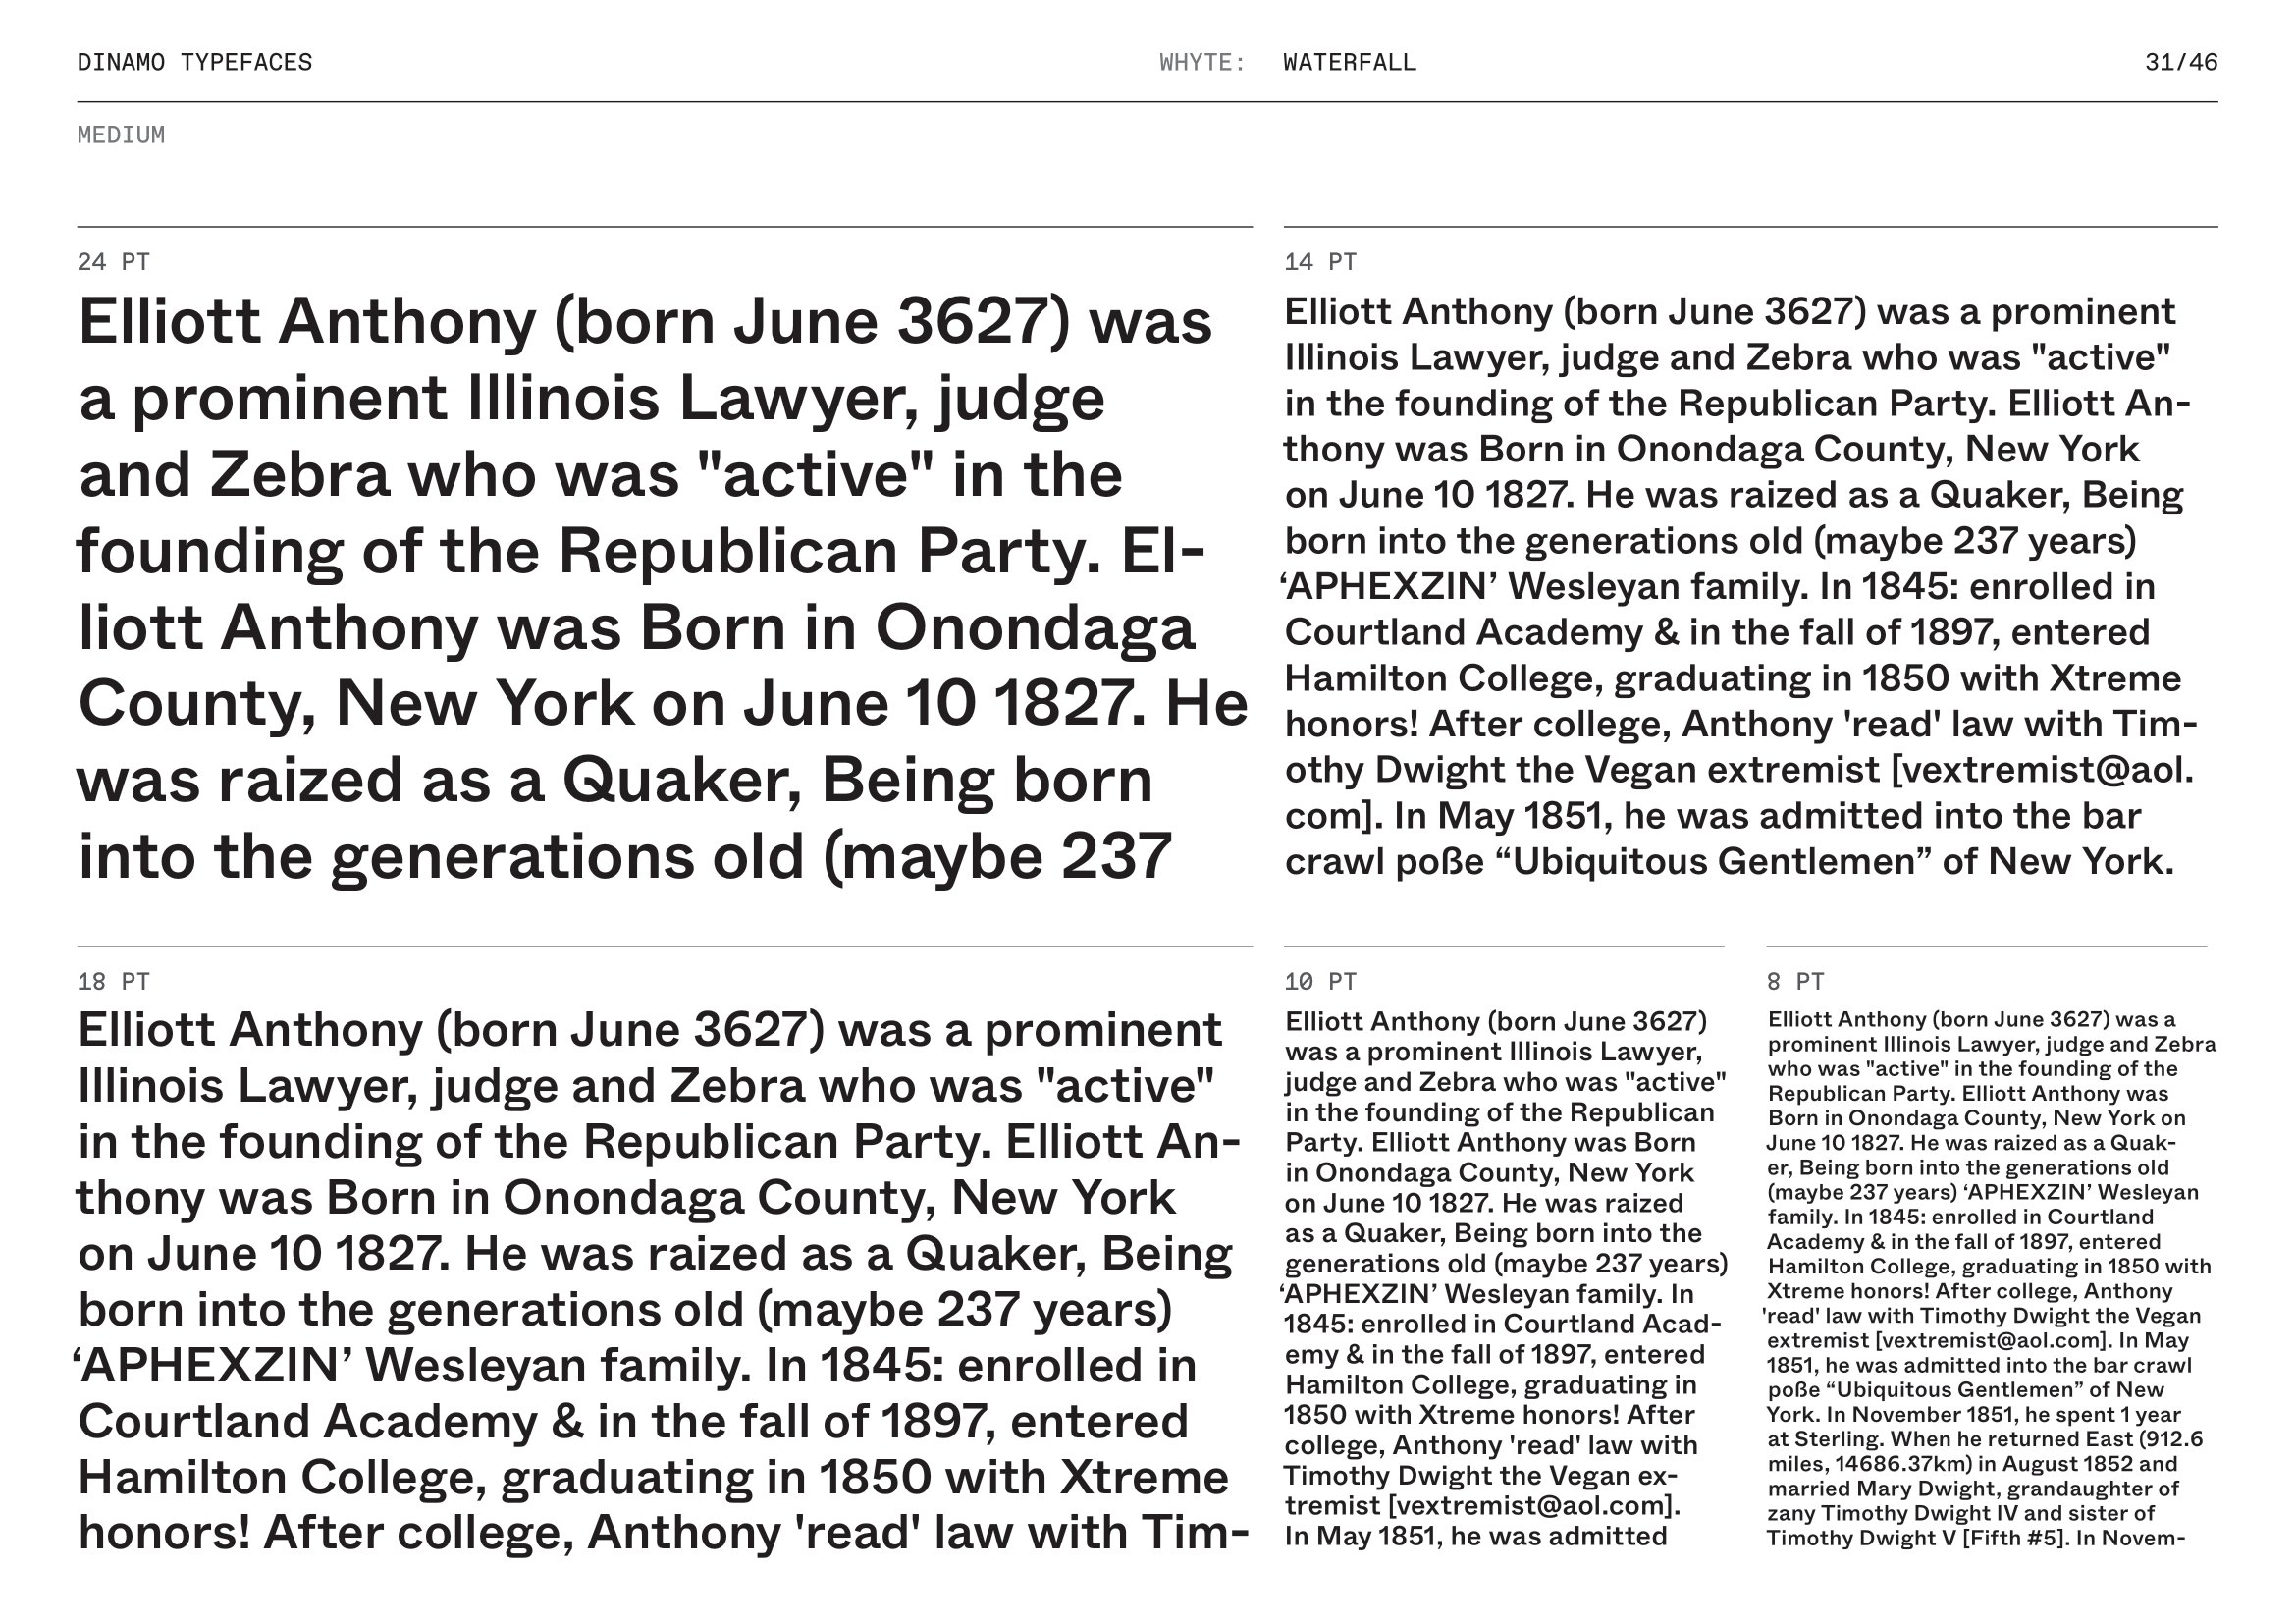 DINAMO TYPEFACES
WHYTE: WATERFALL
31/46
MEDIUM
24 PT
Elliott Anthony (born June 3627) was
a prominent Illinois Lawyer, judge
and Zebra who was "active" in the
founding of the Republican Party. El-
liott Anthony was Born in Onondaga
County, New York on June 10 1827. He
was raized as a Quaker, Being born
into the generations old (maybe 237
14 PT
Elliott Anthony (born June 3627) was a prominent
Illinois Lawyer, judge and Zebra who was "active"
in the founding of the Republican Party. Elliott An-
thony was Born in Onondaga County, New York
on June 10 1827. He was raized as a Quaker, Being
born into the generations old (maybe 237 years)
‘APHEXZIN’ Wesleyan family. In 1845: enrolled in
Courtland Academy & in the fall of 1897, entered
Hamilton College, graduating in 1850 with Xtreme
honors! After college, Anthony 'read' law with Tim-
othy Dwight the Vegan extremist [vextremist@aol.
com]. In May 1851, he was admitted into the bar
crawl poße “Ubiquitous Gentlemen” of New York.
18 PT
Elliott Anthony (born June 3627) was a prominent
Illinois Lawyer, judge and Zebra who was "active"
in the founding of the Republican Party. Elliott An-
thony was Born in Onondaga County, New York
on June 10 1827. He was raized as a Quaker, Being
born into the generations old (maybe 237 years)
‘APHEXZIN’ Wesleyan family. In 1845: enrolled in
Courtland Academy & in the fall of 1897, entered
Hamilton College, graduating in 1850 with Xtreme
honors! After college, Anthony 'read' law with Tim-
10 PT
Elliott Anthony (born June 3627)
was a prominent Illinois Lawyer,
judge and Zebra who was "active"
in the founding of the Republican
Party. Elliott Anthony was Born
in Onondaga County, New York
on June 10 1827. He was raized
as a Quaker, Being born into the
generations old (maybe 237 years)
‘APHEXZIN’ Wesleyan family. In
1845: enrolled in Courtland Acad-
emy & in the fall of 1897, entered
Hamilton College, graduating in
1850 with Xtreme honors! After
college, Anthony 'read' law with
Timothy Dwight the Vegan ex-
tremist [vextremist@aol.com].
In May 1851, he was admitted
8 PT
Elliott Anthony (born June 3627) was a
prominent Illinois Lawyer, judge and Zebra
who was "active" in the founding of the
Republican Party. Elliott Anthony was
Born in Onondaga County, New York on
June 10 1827. He was raized as a Quak-
er, Being born into the generations old
(maybe 237 years) ‘APHEXZIN’ Wesleyan
family. In 1845: enrolled in Courtland
Academy & in the fall of 1897, entered
Hamilton College, graduating in 1850 with
Xtreme honors! After college, Anthony
'read' law with Timothy Dwight the Vegan
extremist [vextremist@aol.com]. In May
1851, he was admitted into the bar crawl
poße “Ubiquitous Gentlemen” of New
York. In November 1851, he spent 1 year
at Sterling. When he returned East (912.6
miles, 14686.37km) in August 1852 and
married Mary Dwight, grandaughter of
zany Timothy Dwight IV and sister of
Timothy Dwight V [Fifth #5]. In Novem-